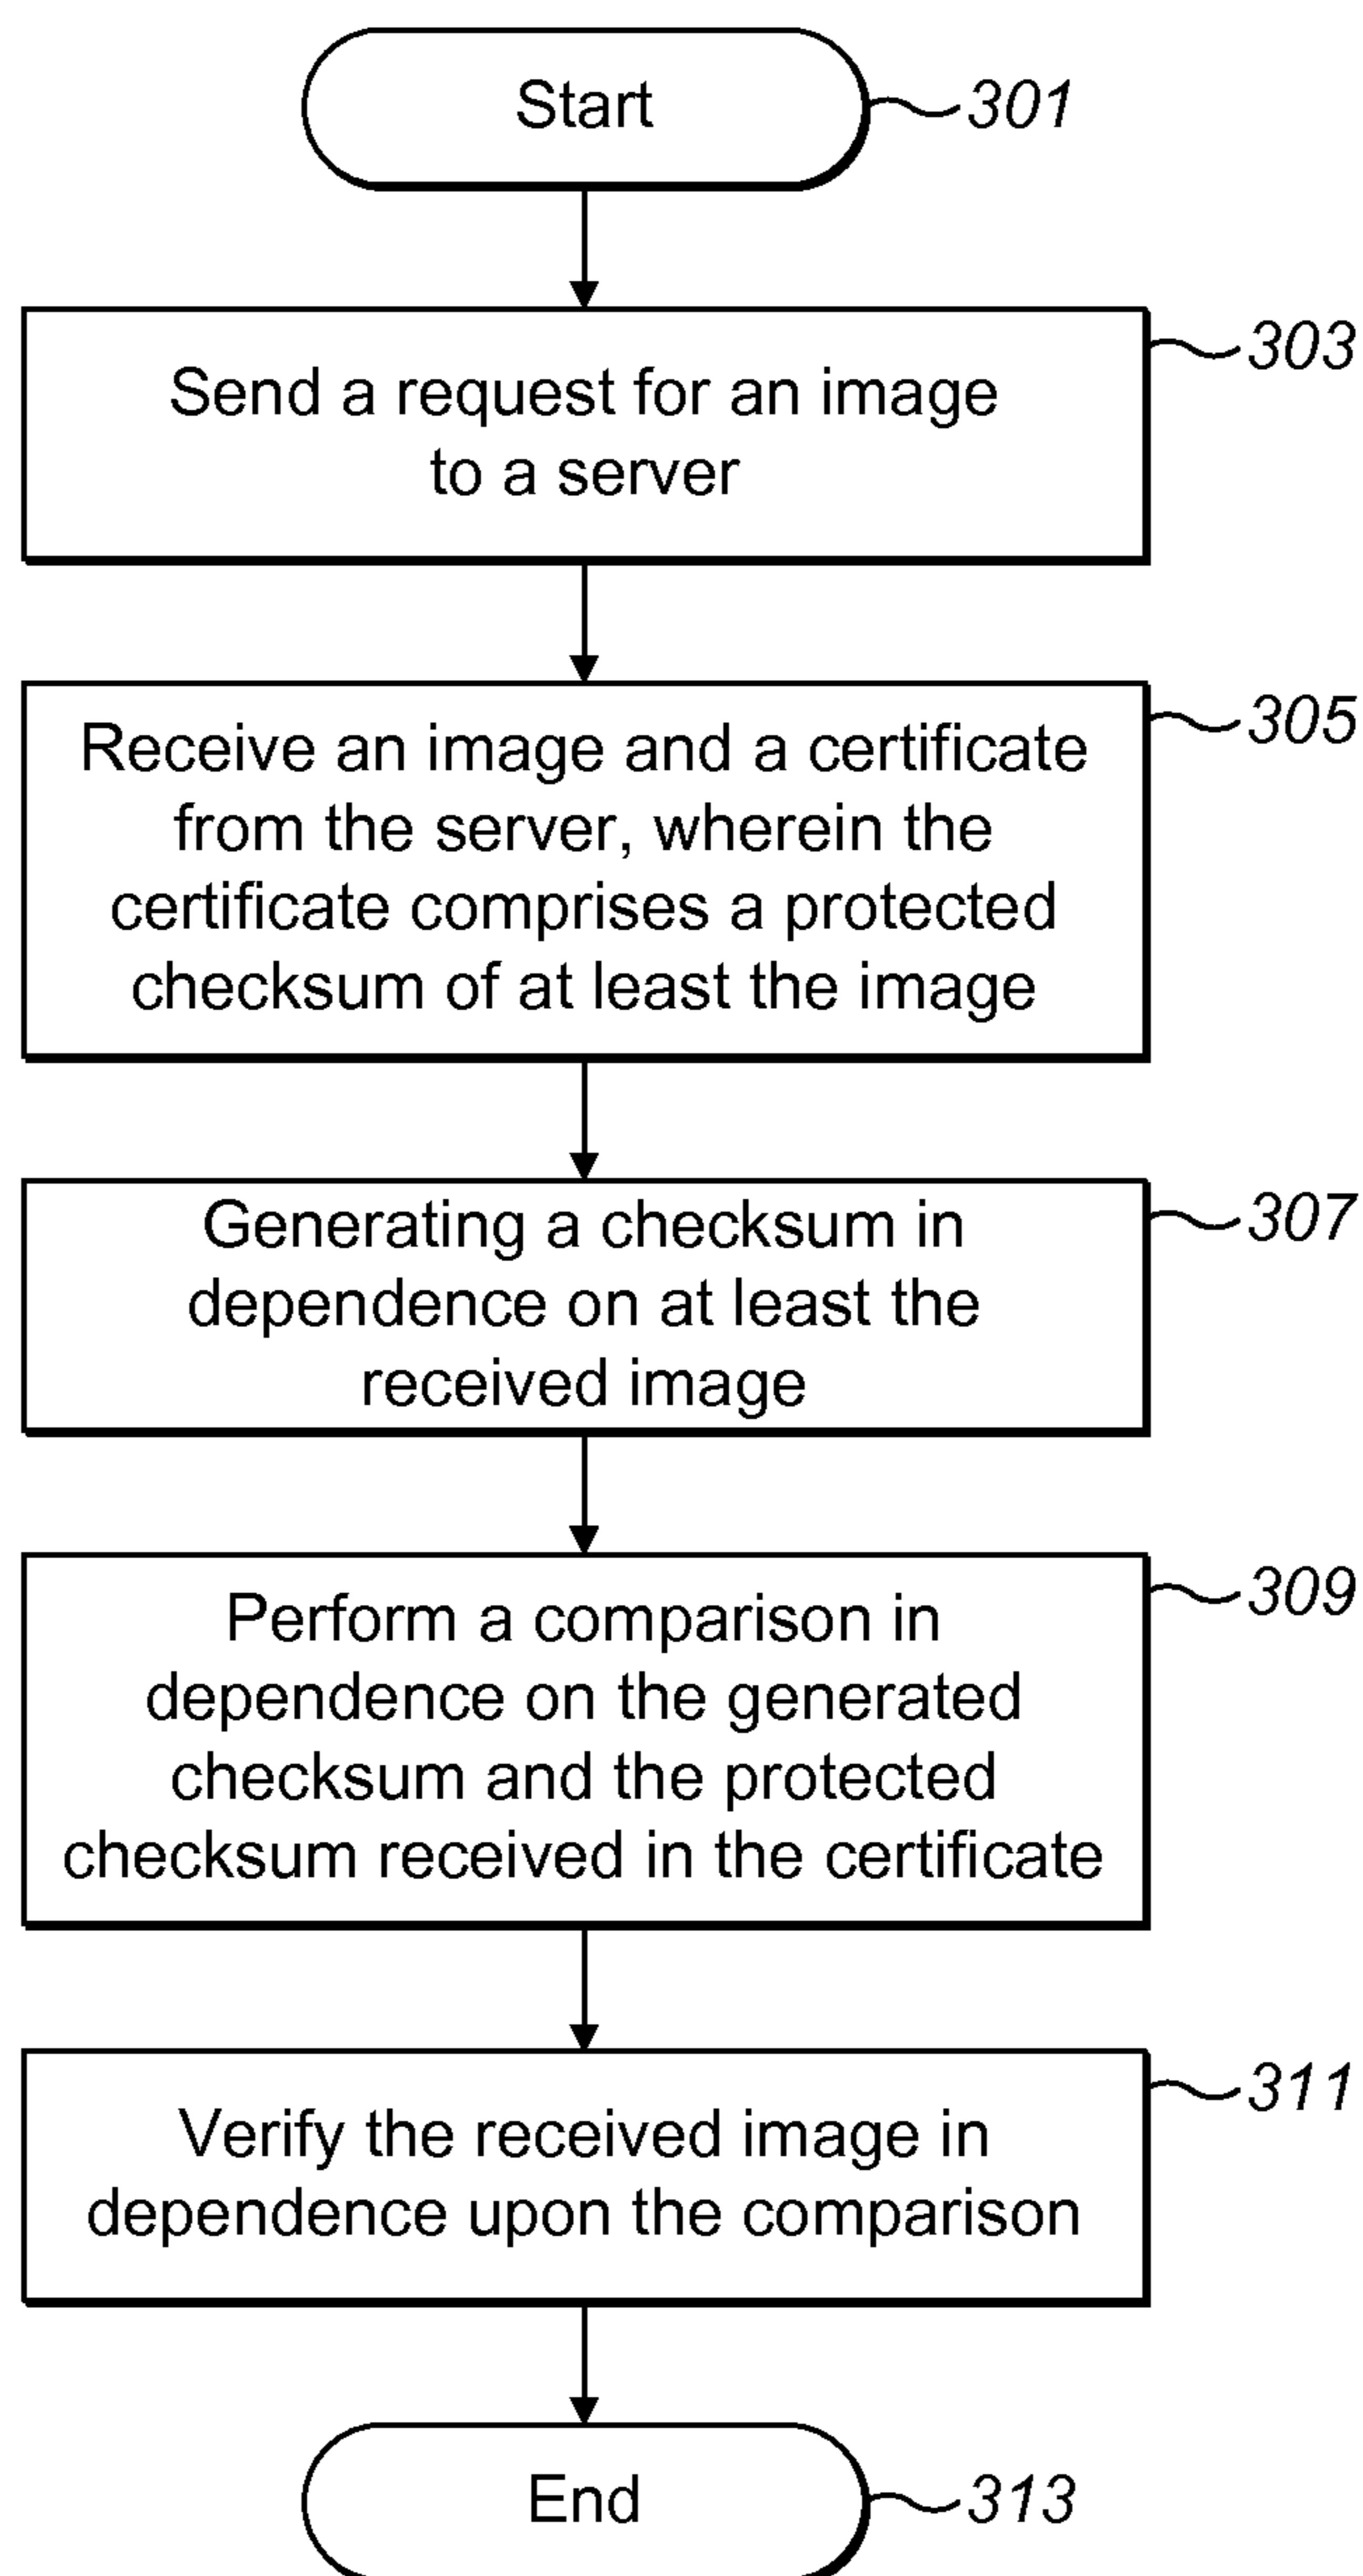 Start
301
303
Send a request for an image
to a server
305
Receive an image and a certificate
from the server, wherein the
certificate comprises a protected
checksum of at least the image
307
Generating a checksum in
dependence on at least the
received image
309
Perform a comparison in
dependence on the generated
checksum and the protected
checksum received in the certificate
311
Verify the received image in
dependence upon the comparison
End
313